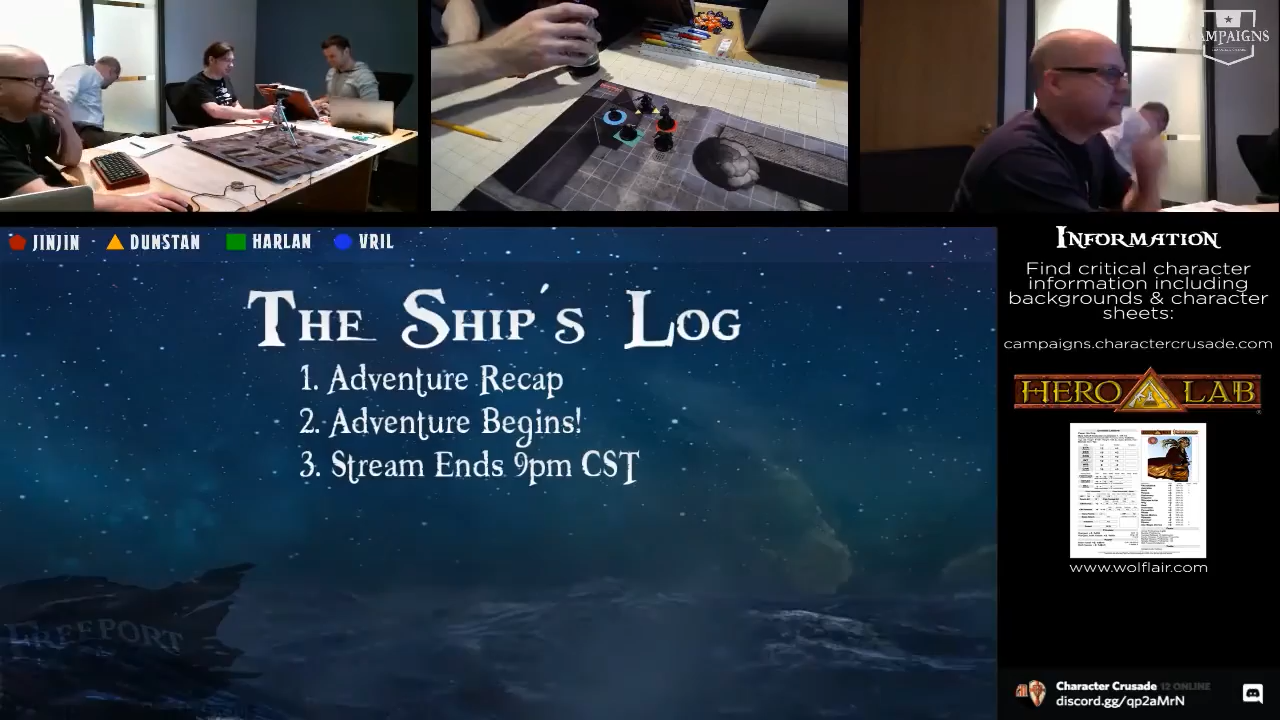 CAMPAIGNS
JINJIN
DUNSTAN
HARLAN
VRIL
The Ship's Log
1. Adventure Recap
2. Adventure Begins!
3. Stream Ends 9pm CST
FREEPORT
Information
Find critical character
information including
backgrounds & character
sheets:
campaigns.charactercrusade.com
HERO LAB
www.wolflair.com
Character Crusade 12 ONLINE
discord.gg/qp2aMrN